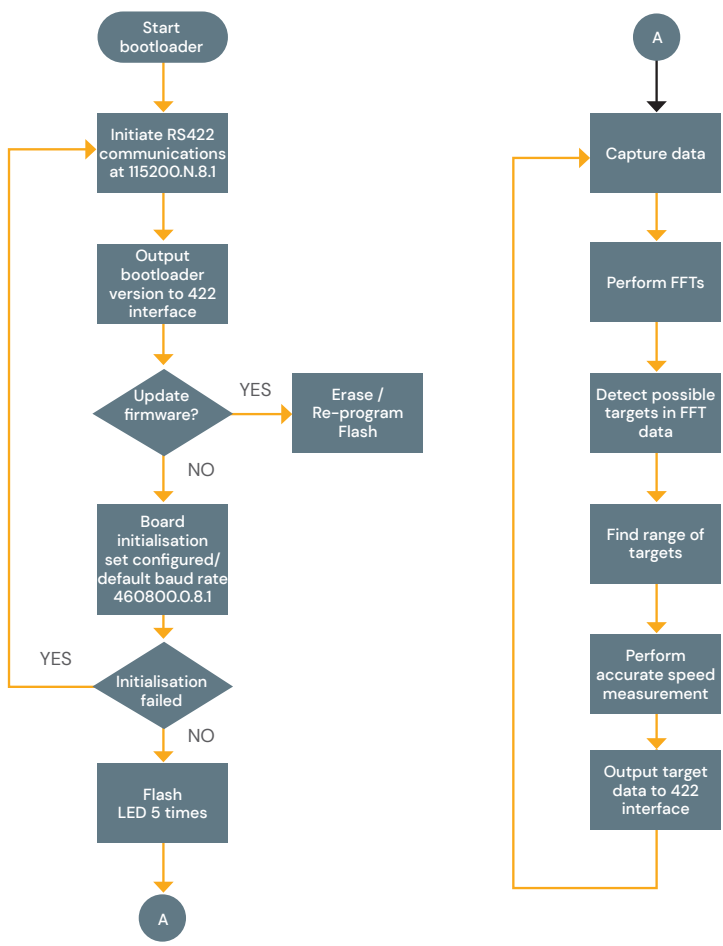 Start
bootloader
Initiate RS422
communications
at 115200.N.8.1
Output
bootloader
version to 422
interface
Update
firmware?
YES
Erase /
Re-program
Flash
NO
Board
initialisation
set configured/
default baud rate
460800.0.8.1
YES
Initialisation
failed
NO
Flash
LED 5 times
A
A
Capture data
Perform FFTs
Detect possible
targets in FFT
data
Find range of
targets
Perform
accurate speed
measurement
Output target
data to 422
interface